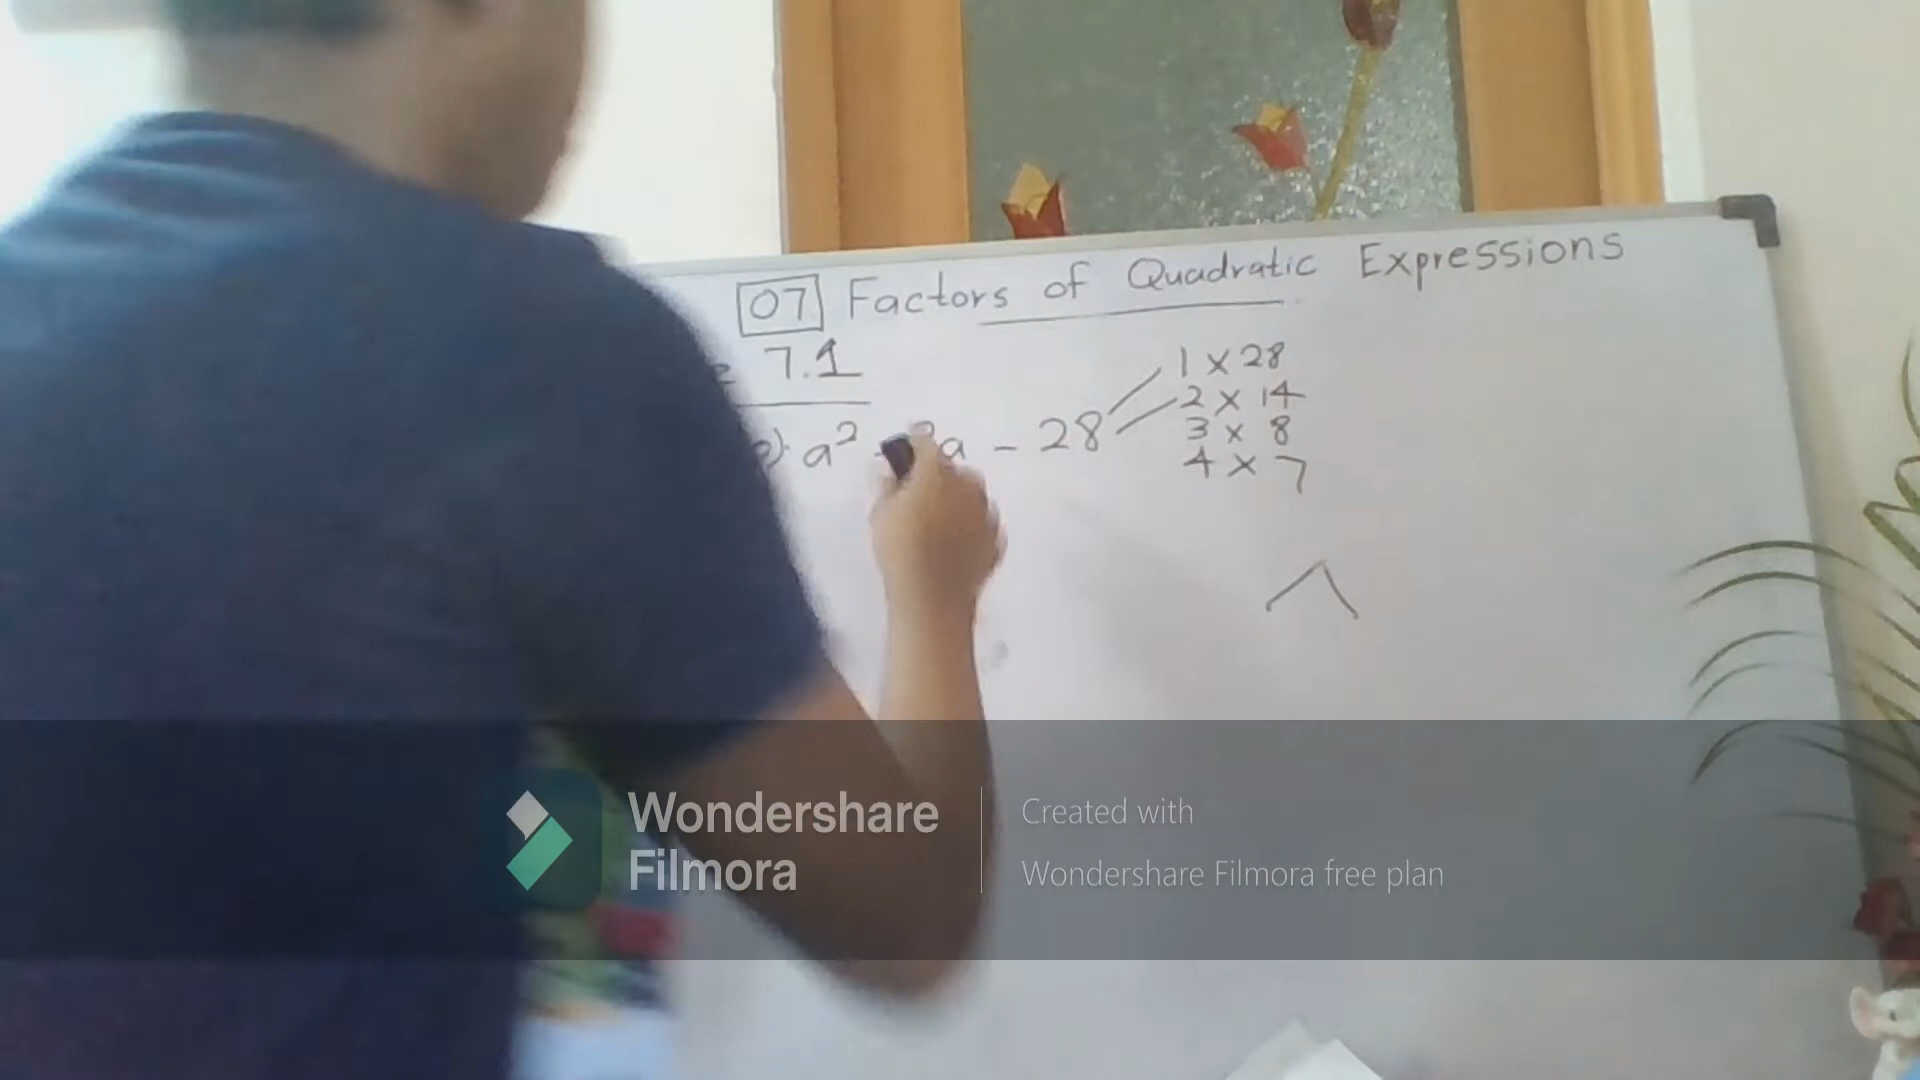 07 Factors of Quadratic Expressions
7.1
a² - a - 28
1 x 28
2 x 14
3 x 8
4 x 7
Wondershare
Filmora
Created with
Wondershare Filmora free plan